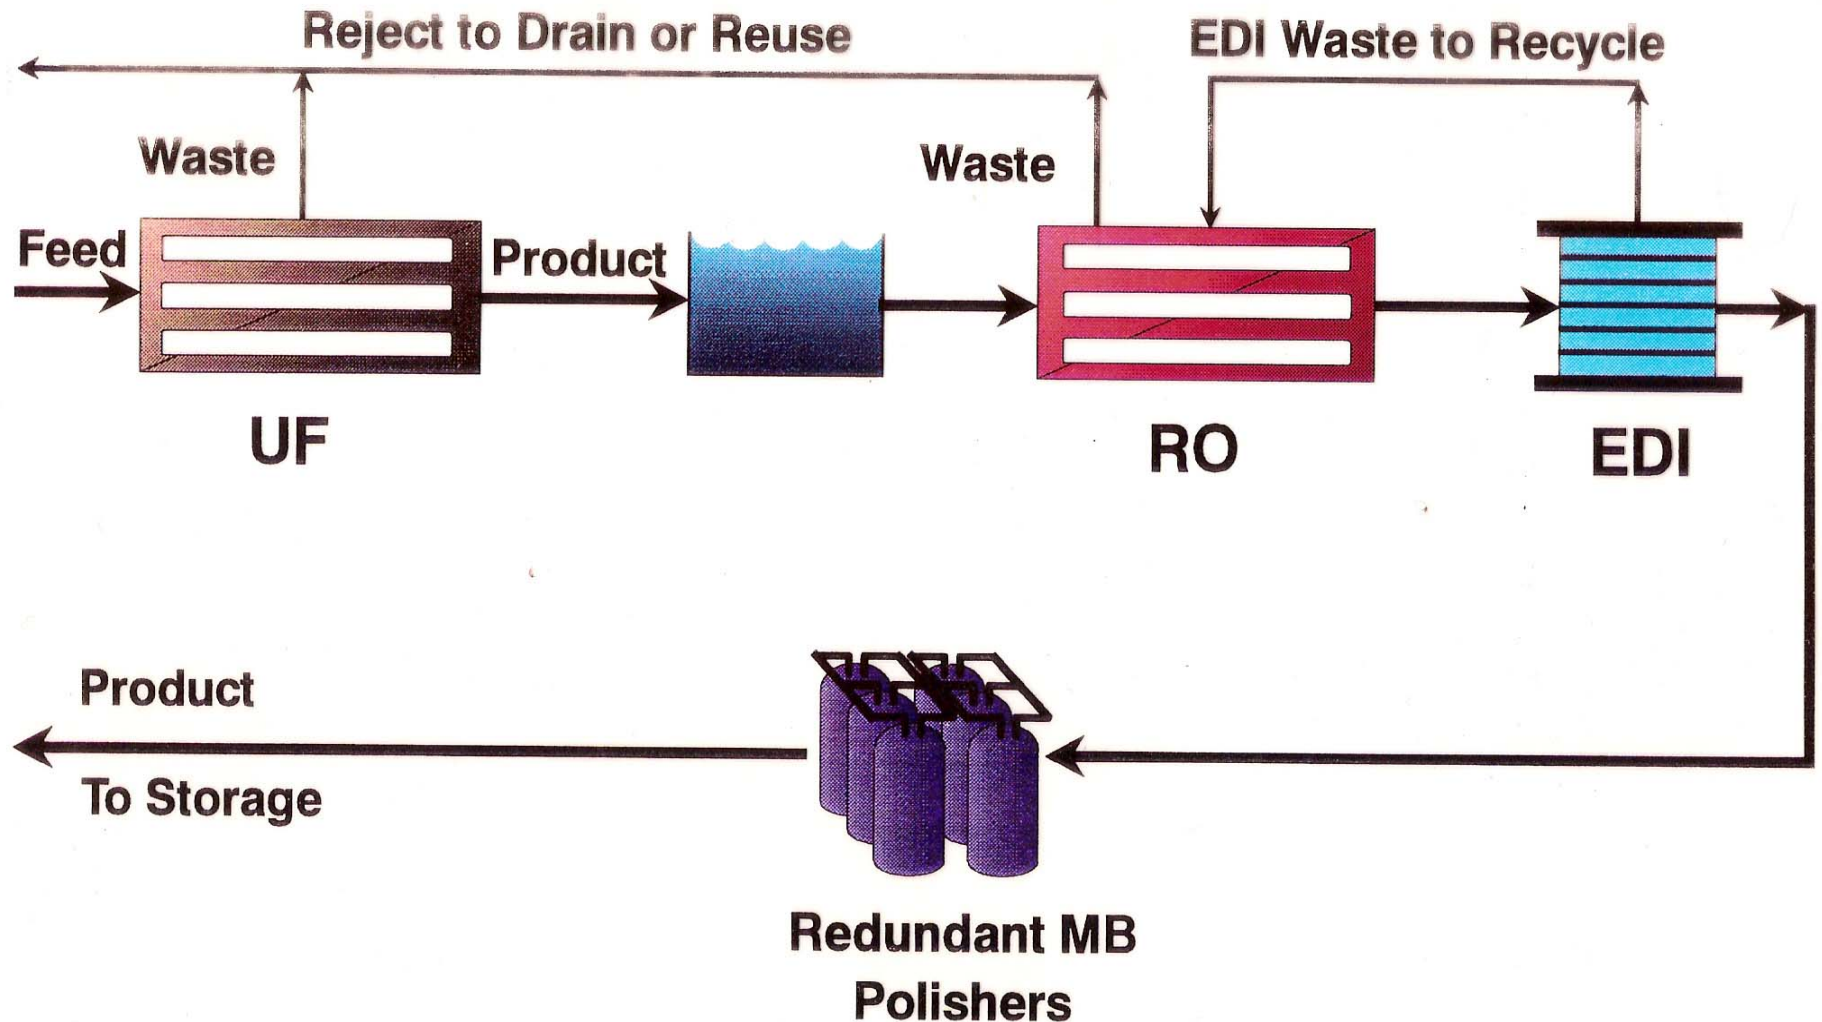 Reject to Drain or Reuse
EDI Waste to Recycle
Waste
Waste
Feed
Product
UF
RO
EDI
Product
To Storage
Redundant MB
Polishers